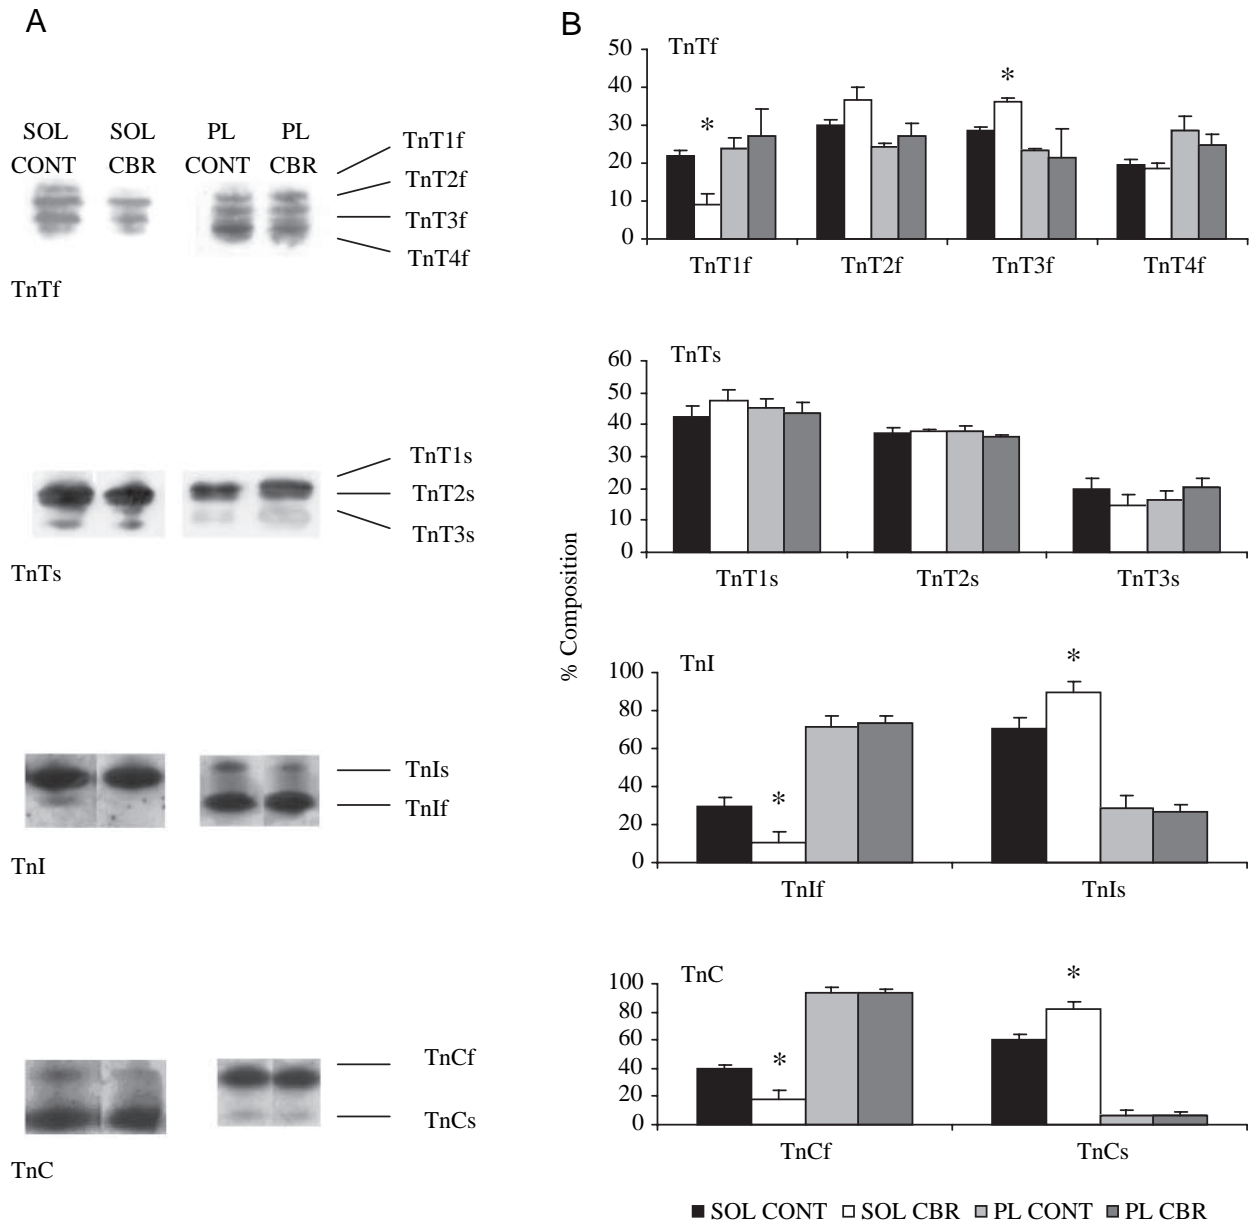 A
SOL SOL PL PL
CONT CBR CONT CBR
TnT1f
TnT2f
TnT3f
TnT4f
TnTf
TnT1s
TnT2s
TnT3s
TnTs
TnIs
TnIf
TnI
TnCf
TnCs
TnC
B
% Composition
TnTf
50
40
30
20
10
0
* *
TnT1f TnT2f TnT3f TnT4f
TnTs
60
50
40
30
20
10
0
TnT1s TnT2s TnT3s
TnI
100
80
60
40
20
0
* *
TnIf TnIs
TnC
100
80
60
40
20
0
* *
TnCf TnCs
SOL CONT SOL CBR PL CONT PL CBR